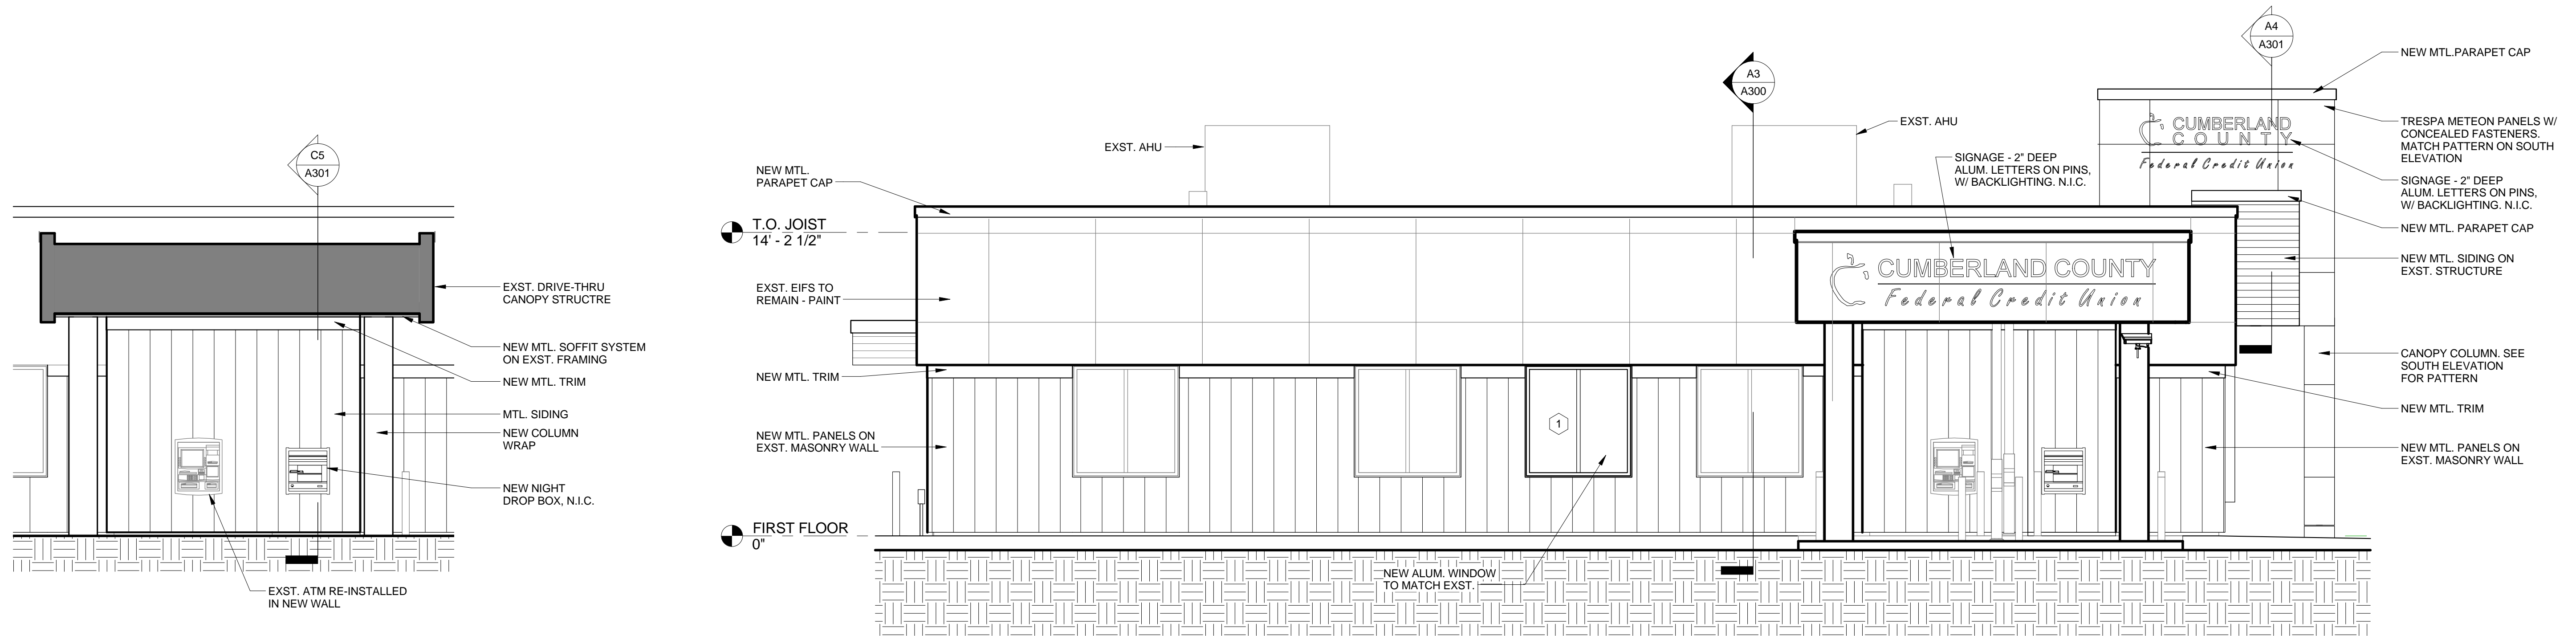 C5
A301
EXST. DRIVE-THRU
CANOPY STRUCTRE
NEW MTL. SOFFIT SYSTEM
ON EXST. FRAMING
NEW MTL. TRIM
MTL. SIDING
NEW COLUMN
WRAP
NEW NIGHT
DROP BOX, N.I.C.
EXST. ATM RE-INSTALLED
IN NEW WALL
A3
A300
A4
A301
EXST. AHU
EXST. AHU
NEW MTL.
PARAPET CAP
T.O. JOIST
14' - 2 1/2"
EXST. EIFS TO
REMAIN - PAINT
NEW MTL. TRIM
NEW MTL. PANELS ON
EXST. MASONRY WALL
FIRST FLOOR
0"
SIGNAGE - 2" DEEP
ALUM. LETTERS ON PINS,
W/ BACKLIGHTING. N.I.C.
CUMBERLAND COUNTY
Federal Credit Union
1
NEW ALUM. WINDOW
TO MATCH EXST.
CUMBERLAND
COUNTY
Federal Credit Union
NEW MTL.PARAPET CAP
TRESPA METEON PANELS W/
CONCEALED FASTENERS.
MATCH PATTERN ON SOUTH
ELEVATION
SIGNAGE - 2" DEEP
ALUM. LETTERS ON PINS,
W/ BACKLIGHTING. N.I.C.
NEW MTL. PARAPET CAP
NEW MTL. SIDING ON
EXST. STRUCTURE
CANOPY COLUMN. SEE
SOUTH ELEVATION
FOR PATTERN
NEW MTL. TRIM
NEW MTL. PANELS ON
EXST. MASONRY WALL